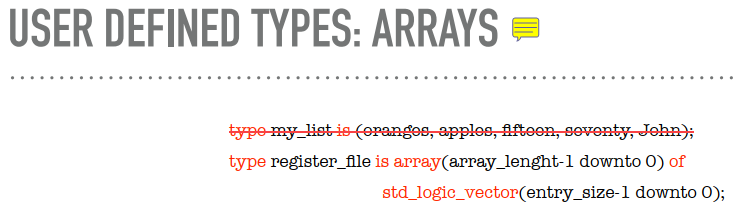 USER DEFINED TYPES: ARRAYS
type my_list is (oranges, apples, fifteen, seventy, John);
type register_file is array(array_lenght-1 downto 0) of
std_logic_vector(entry_size-1 downto 0);